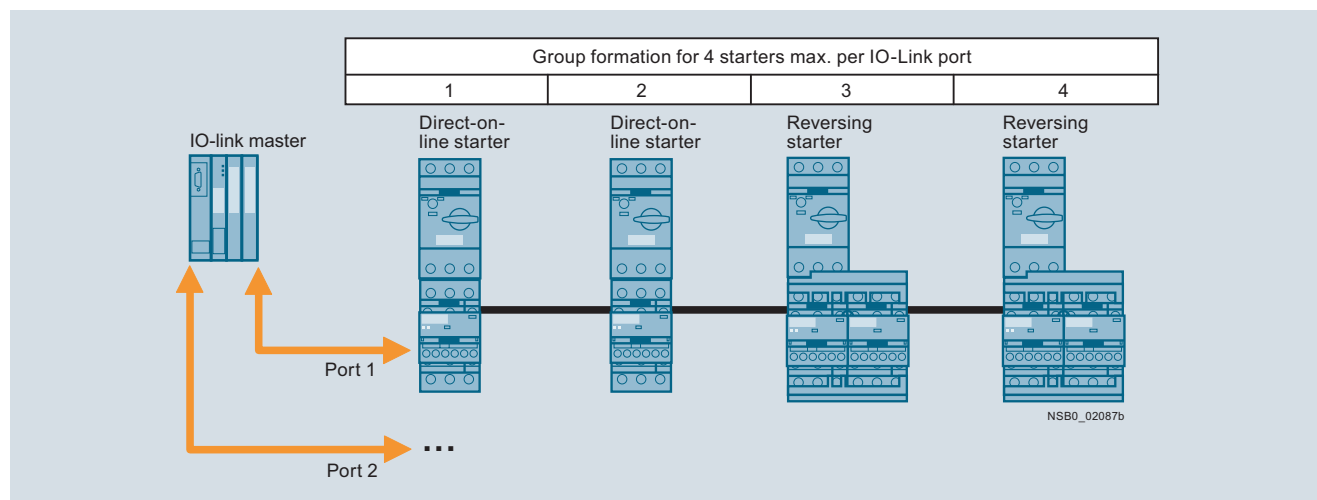 Group formation for 4 starters max. per IO-Link port
1 2 3 4
IO-link master
Direct-on-
line starter
Direct-on-
line starter
Reversing
starter
Reversing
starter
Port 1
NSB0_02087b
...
Port 2